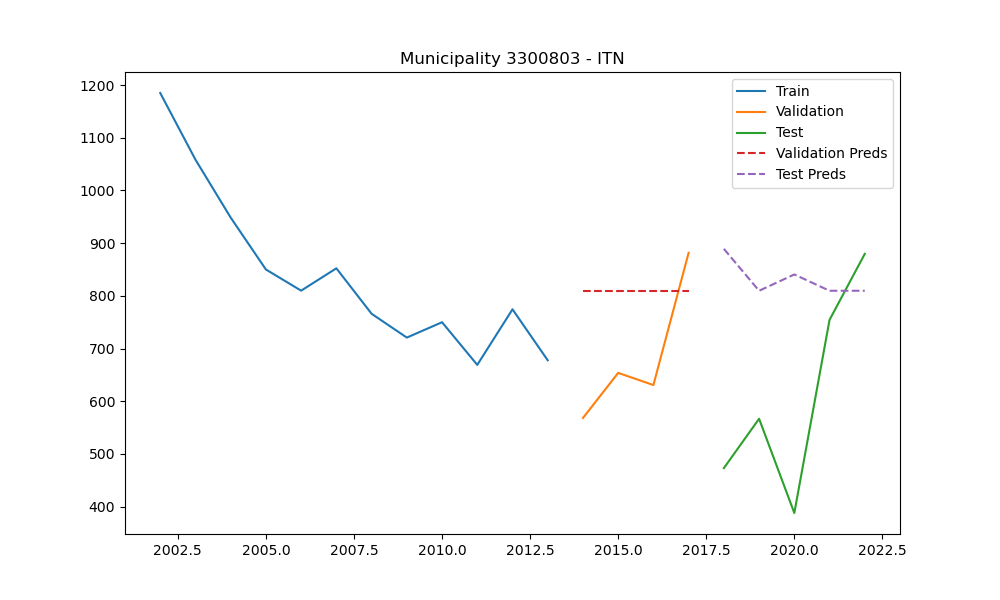 Municipality 3300803 - ITN
1200
1100
1000
900
800
700
600
500
400
Train
Validation
Test
Validation Preds
Test Preds
2002.5 2005.0 2007.5 2010.0 2012.5 2015.0 2017.5 2020.0 2022.5